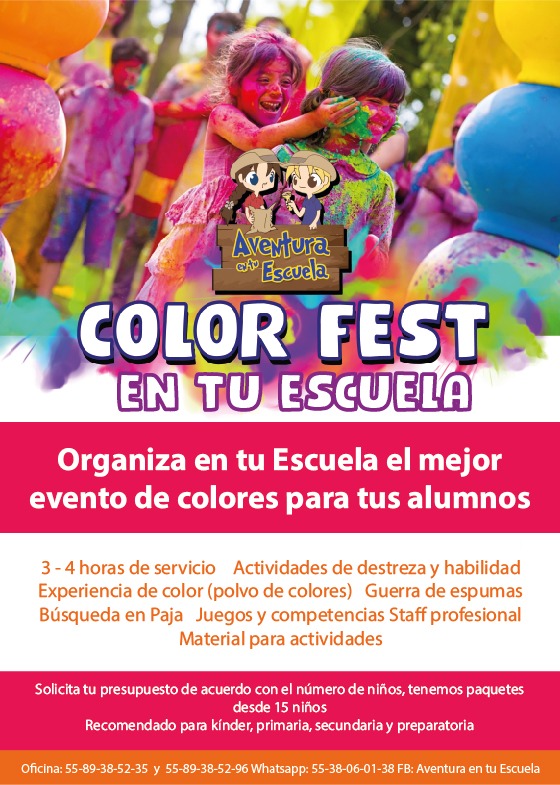 Aventura
en tu
Escuela
COLOR FEST
EN TU ESCUELA
Organiza en tu Escuela el mejor
evento de colores para tus alumnos
3 - 4 horas de servicio Actividades de destreza y habilidad
Experiencia de color (polvo de colores) Guerra de espumas
Búsqueda en Paja Juegos y competencias Staff profesional
Material para actividades
Solicita tu presupuesto de acuerdo con el número de niños, tenemos paquetes
desde 15 niños
Recomendado para kínder, primaria, secundaria y preparatoria
Oficina: 55-89-38-52-35 y 55-89-38-52-96 Whatsapp: 55-38-06-01-38 FB: Aventura en tu Escuela